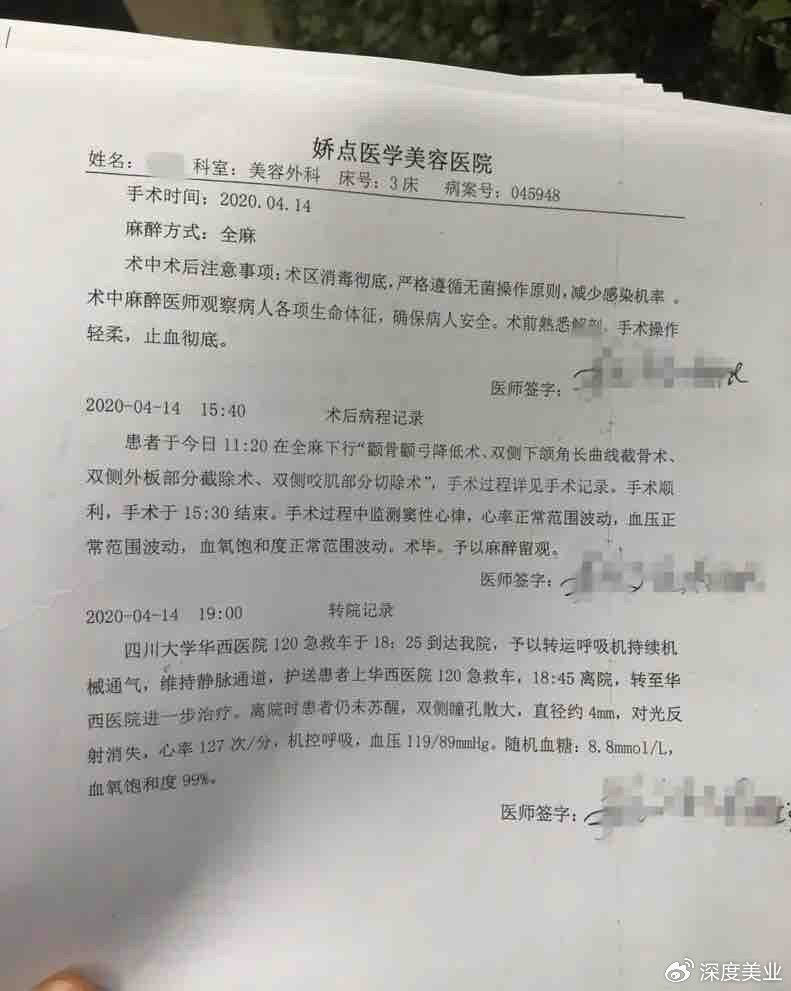 娇点医学美容医院
姓名： 科室：美容外科 床号：3床 病案号：045948
手术时间：2020.04.14
麻醉方式：全麻
术中术后注意事项：术区消毒彻底，严格遵循无菌操作原则，减少感染机率。
术中麻醉医师观察病人各项生命体征，确保病人安全。术前熟悉解剖，手术操作
轻柔，止血彻底。
医师签字：
2020-04-14 15:40 术后病程记录
患者于今日11:20在全麻下行“颧骨颧弓降低术、双侧下颌角长曲线截骨术、
双侧外板部分截除术、双侧咬肌部分切除术”，手术过程详见手术记录。手术顺
利，手术于15:30结束。手术过程中监测窦性心律，心率正常范围波动，血压正
常范围波动，血氧饱和度正常范围波动。术毕。予以麻醉留观。
医师签字：
2020-04-14 19:00 转院记录
四川大学华西医院120急救车于18：25到达我院，予以转运呼吸机持续机
械通气，维持静脉通道，护送患者上华西医院120急救车，18:45离院，转至华
西医院进一步治疗。离院时患者仍未苏醒，双侧瞳孔散大，直径约4mm，对光反
射消失，心率127次/分，机控呼吸，血压119/89mmHg。随机血糖：8.8mmol/L，
血氧饱和度99%。
医师签字：
深度美业